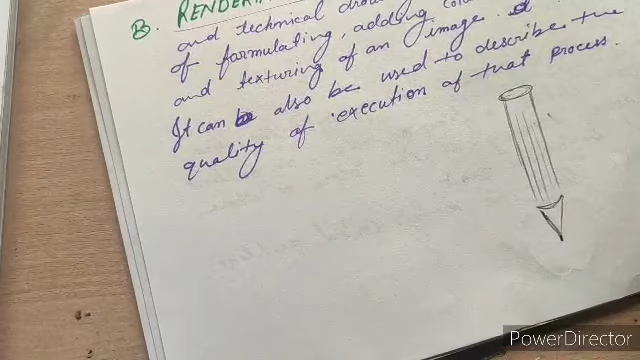 B. RENDERI
and technical dra
of formulating, adding col
and texturing of an image.
It can be also be used to describe the
quality of execution of that process.
PowerDirector